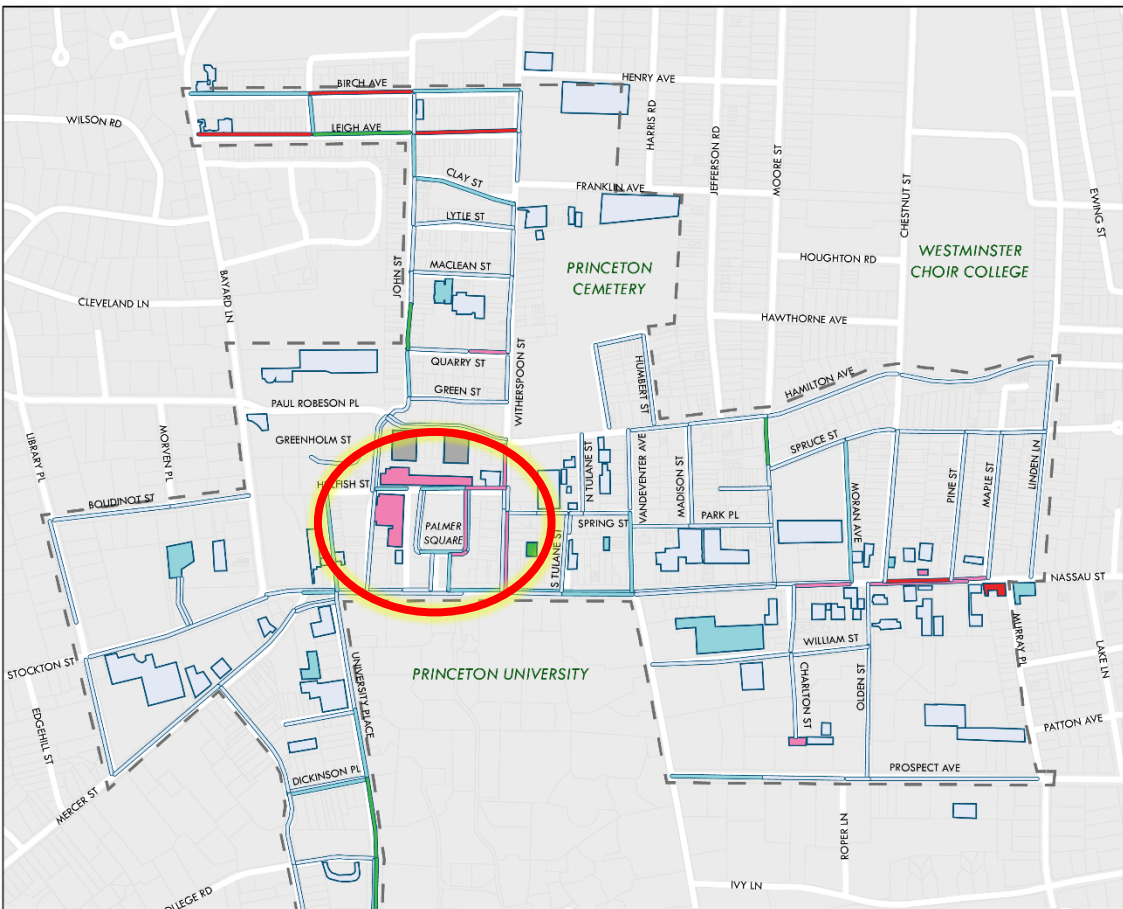 HENRY AVE
BIRCH AVE
WILSON RD
HARRIS RD
LEIGH AVE
JEFFERSON RD
MOORE ST
CLAY ST
FRANKLIN AVE
CHESTNUT ST
EWING ST
LYTLE ST
WESTMINSTER
CHOIR COLLEGE
HOUGHTON RD
MACLEAN ST
PRINCETON
CEMETERY
JOHN ST
BAYARD LN
CLEVELAND LN
HAWTHORNE AVE
WITHERSPOON ST
QUARRY ST
GREEN ST
HUMBERT ST
HAMILTON AVE
PAUL ROBESON PL
GREENHOLM ST
LIBRARY PL
MORVEN PL
SPRUCE ST
N TULANE ST
VANDEVENTER AVE
MADISON ST
MORAN AVE
PINE ST
MAPLE ST
LINDEN LN
BOUDINOT ST
PALMER
SQUARE
SPRING ST
PARK PL
S TULANE ST
NASSAU ST
STOCKTON ST
UNIVERSITY PLACE
PRINCETON UNIVERSITY
WILLIAM ST
CHARLTON ST
OLDEN ST
MURRAY PL
LAKE LN
EDGEHILL ST
PATTON AVE
DICKINSON PL
PROSPECT AVE
MERCER ST
ROPER LN
IVY LN
OLLEGE RD